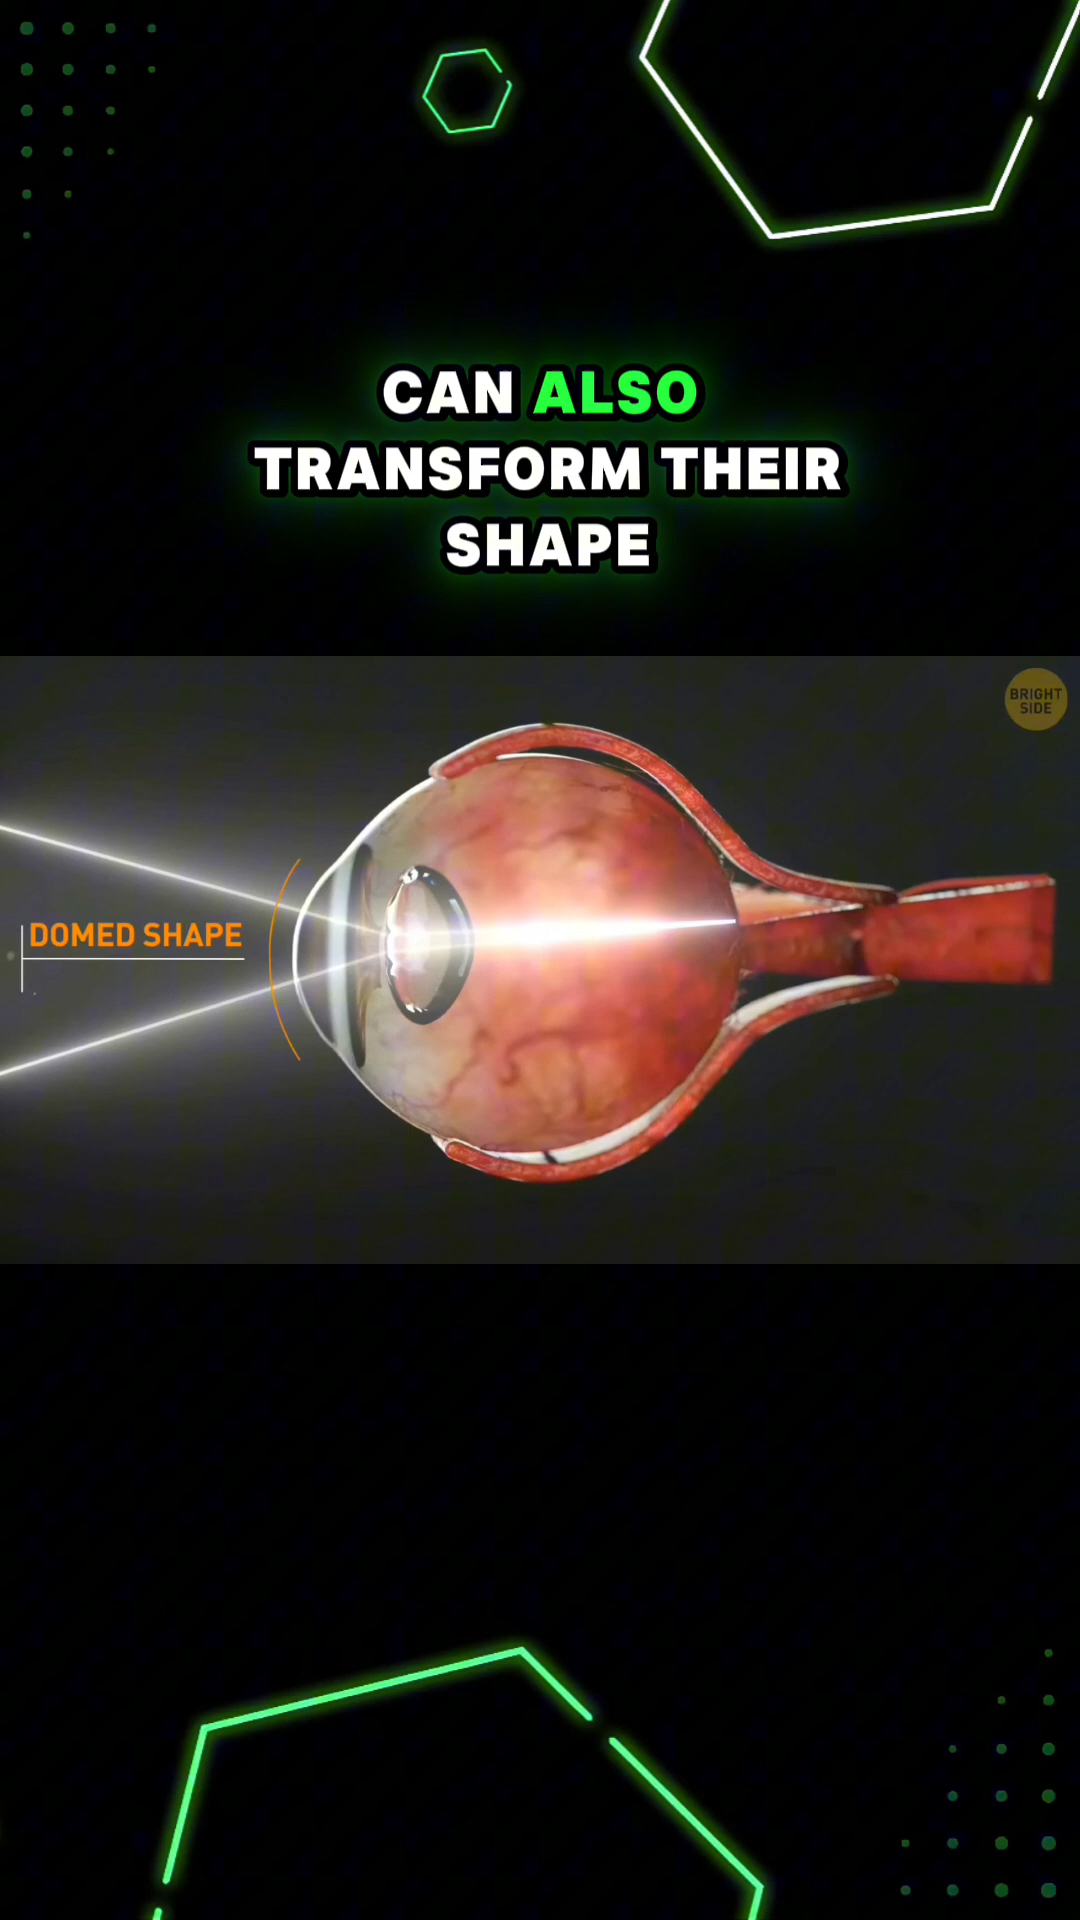 CAN ALSO
TRANSFORM THEIR
SHAPE
BRIGHT
SIDE
DOMED SHAPE